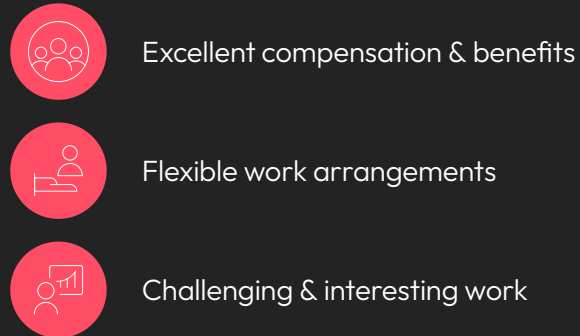 Excellent compensation & benefits
Flexible work arrangements
Challenging & interesting work